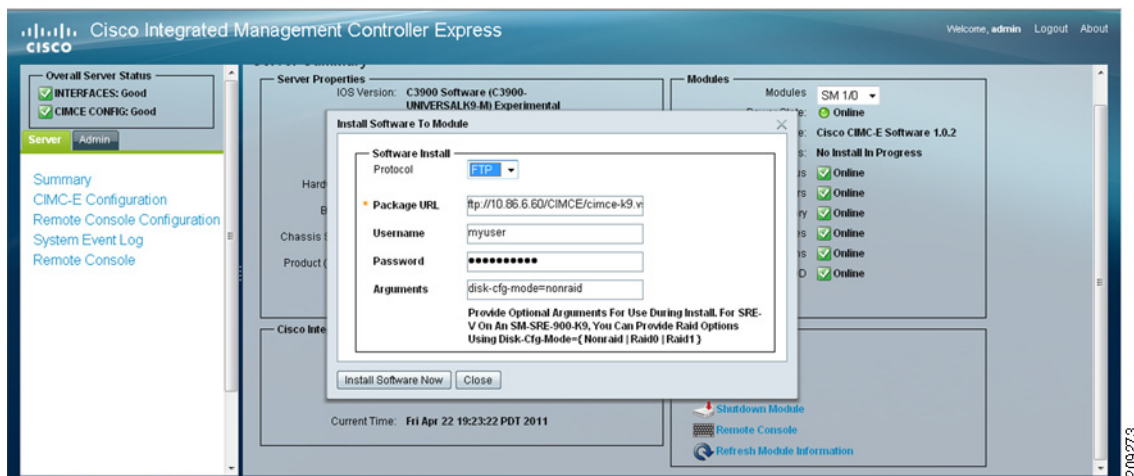 CISCO
Cisco Integrated Management Controller Express
Welcome, admin Logout About
Overall Server Status
INTERFACES: Good
CIMCE CONFIG: Good
Server Admin
Summary
CIMC-E Configuration
Remote Console Configuration
System Event Log
Remote Console
Server Properties
IOS Version: C3900 Software (C3900-
UNIVERSALK9-M) Experimental
Hard
Chassis
Product (
Cisco Inte
Current Time: Fri Apr 22 19:23:22 PDT 2011
Install Software To Module
Software Install
Protocol FTP
* Package URL ftp://10.86.6.60/CIMCE/cimce-k9.v
Username myuser
Password ••••••••••
Arguments disk-cfg-mode=nonraid
Provide Optional Arguments For Use During Install. For SRE-
V On An SM-SRE-900-K9, You Can Provide Raid Options
Using Disk-Cfg-Mode={ Nonraid | Raid0 | Raid1 }
Install Software Now Close
Modules
Modules SM 1/0
Online
Cisco CIMC-E Software 1.0.2
No Install In Progress
Online
Online
Online
Online
Online
Online
Shutdown Module
Remote Console
Refresh Module Information
209273